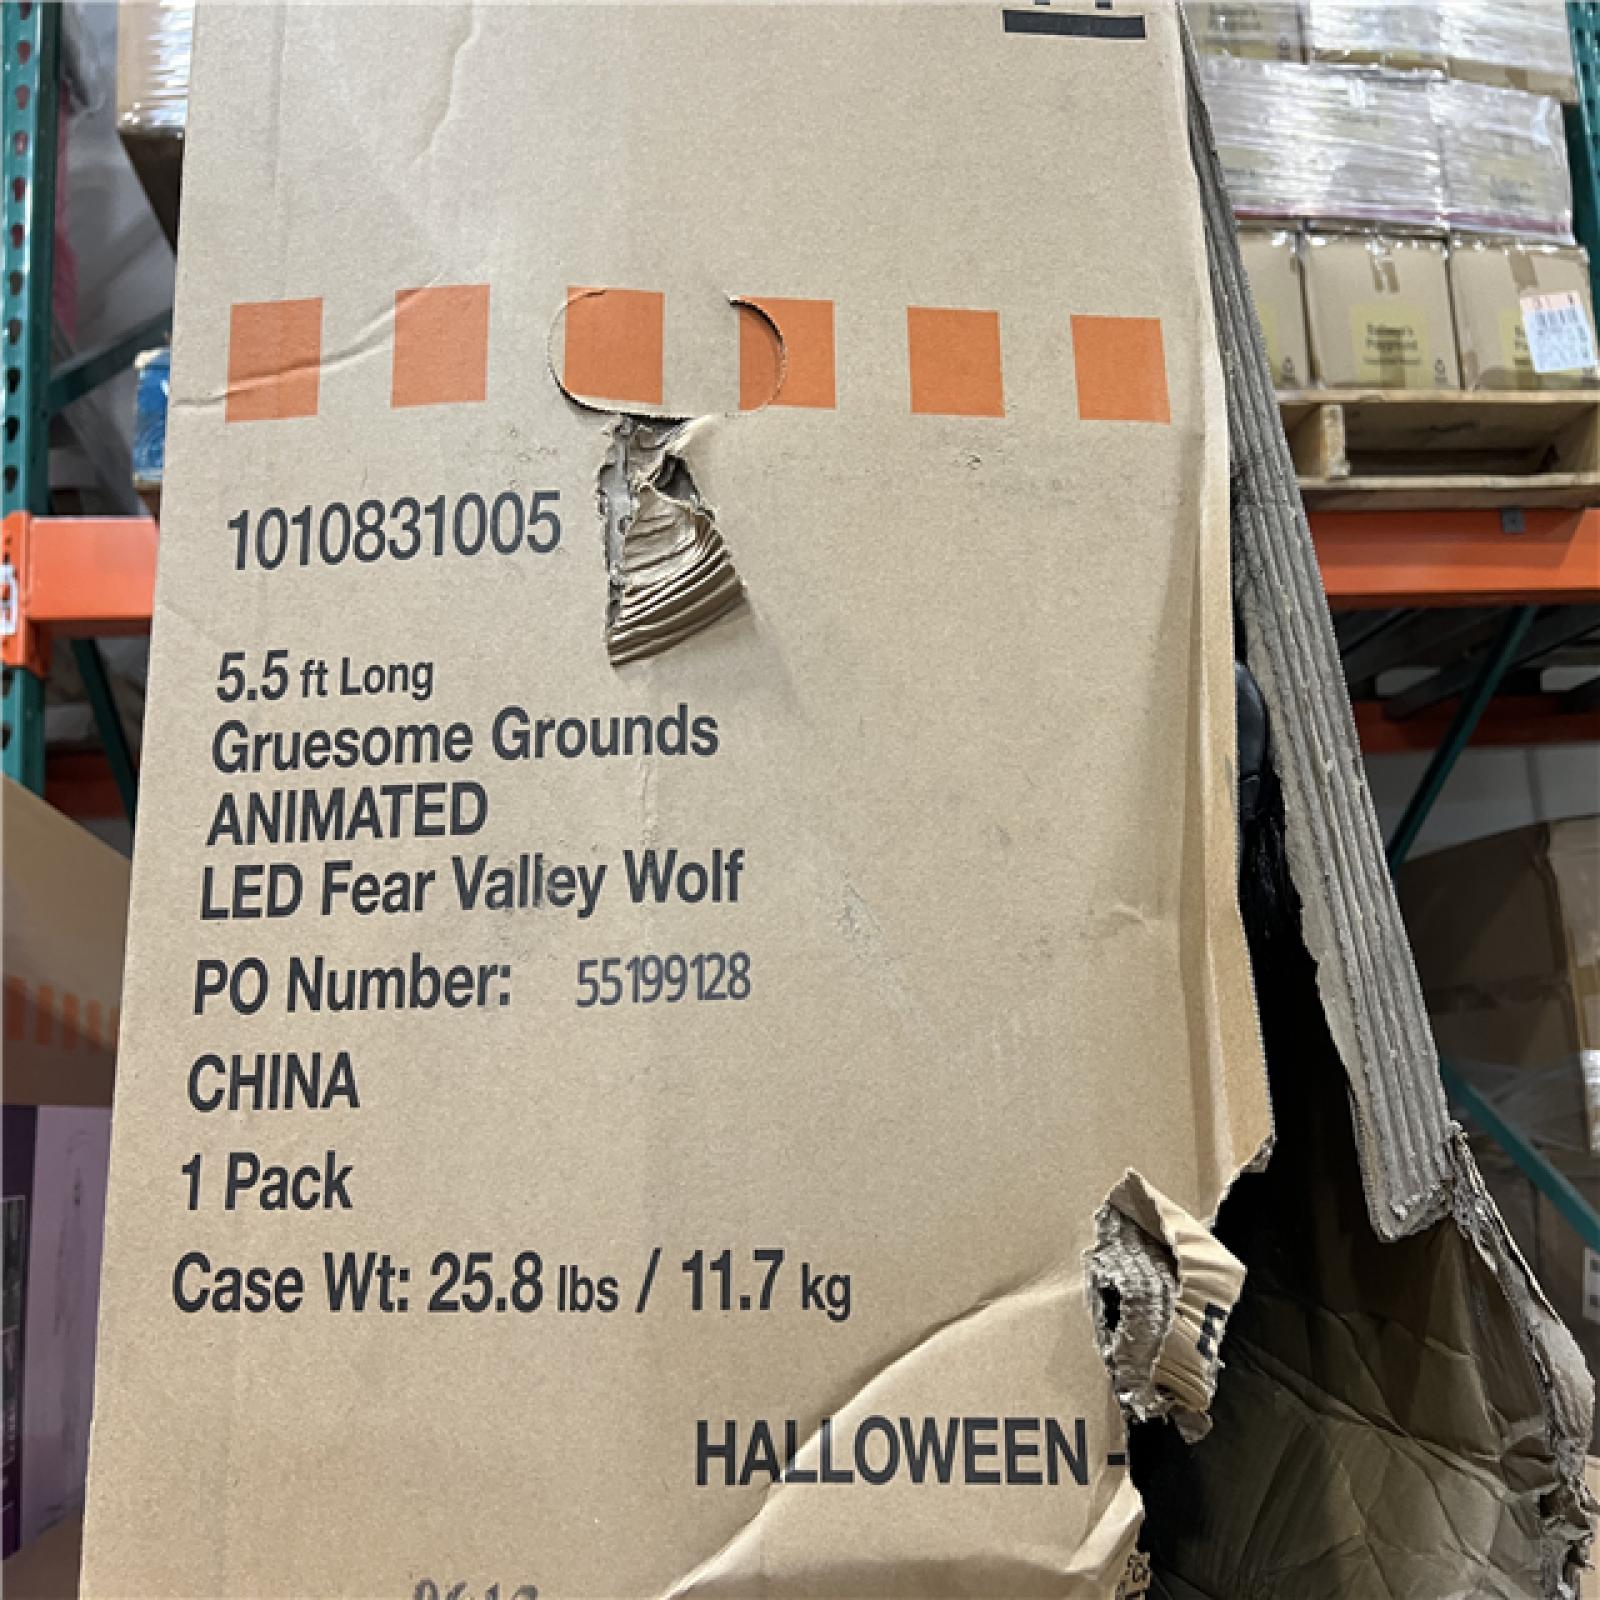 1010831005
5.5 ft Long
Gruesome Grounds
ANIMATED
LED Fear Valley Wolf
PO Number: 55199128
CHINA
1 Pack
Case Wt: 25.8 lbs / 11.7 kg
HALLOWEEN -